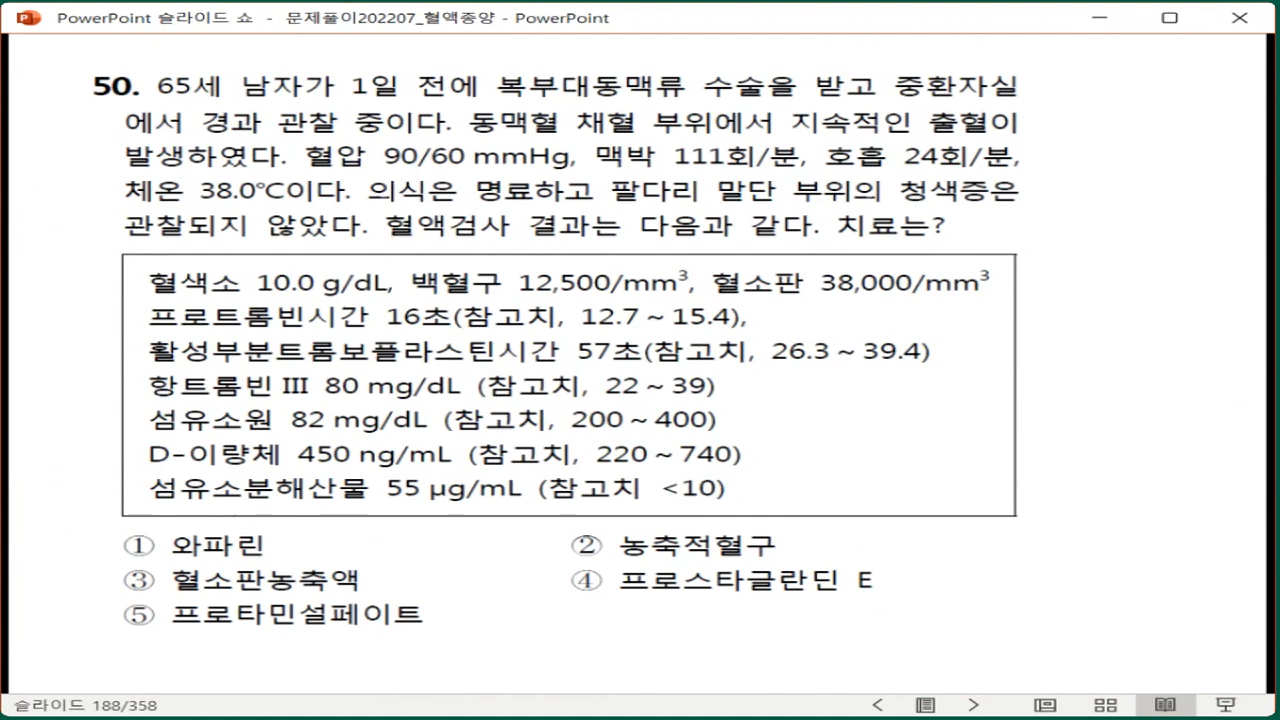 PowerPoint 슬라이드 쇼 - 문제풀이202207_혈액종양 - PowerPoint
50. 65세 남자가 1일 전에 복부대동맥류 수술을 받고 중환자실
에서 경과 관찰 중이다. 동맥혈 채혈 부위에서 지속적인 출혈이
발생하였다. 혈압 90/60 mmHg, 맥박 111회/분, 호흡 24회/분,
체온 38.0℃이다. 의식은 명료하고 팔다리 말단 부위의 청색증은
관찰되지 않았다. 혈액검사 결과는 다음과 같다. 치료는?
혈색소 10.0 g/dL, 백혈구 12,500/mm³, 혈소판 38,000/mm³
프로트롬빈시간 16초(참고치, 12.7 ~ 15.4),
활성부분트롬보플라스틴시간 57초(참고치, 26.3 ~ 39.4)
항트롬빈 III 80 mg/dL (참고치, 22 ~ 39)
섬유소원 82 mg/dL (참고치, 200 ~ 400)
D-이량체 450 ng/mL (참고치, 220 ~ 740)
섬유소분해산물 55 μg/mL (참고치 <10)
① 와파린 ② 농축적혈구
③ 혈소판농축액 ④ 프로스타글란딘 E
⑤ 프로타민설페이트
슬라이드 188/358